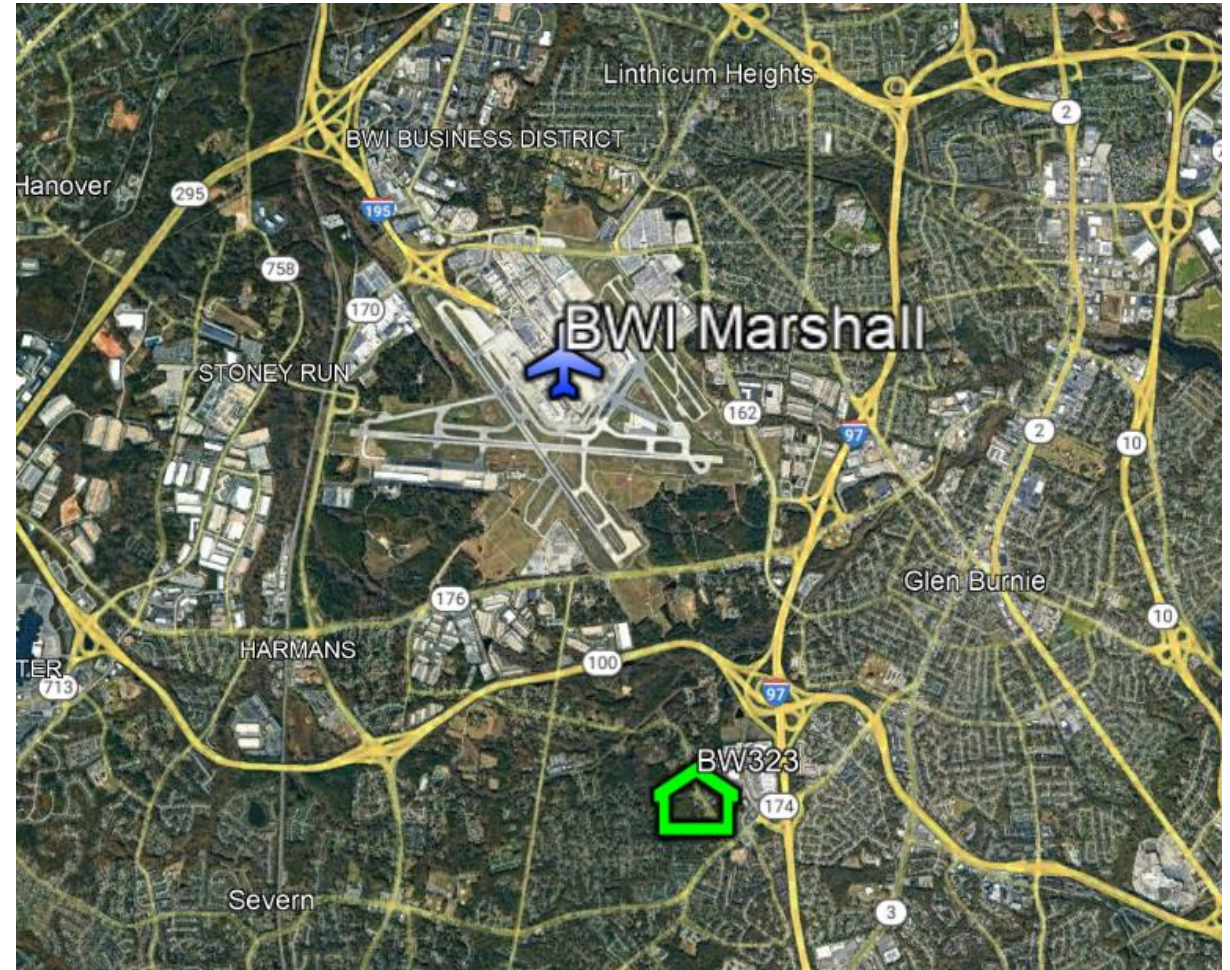 Linthicum Heights
2
BWI BUSINESS DISTRICT
Hanover
295
195
758
170
BWI Marshall
STONEY RUN
162
97
2
10
Glen Burnie
176
10
HARMANS
100
TER
713
97
BW323
174
Severn
3